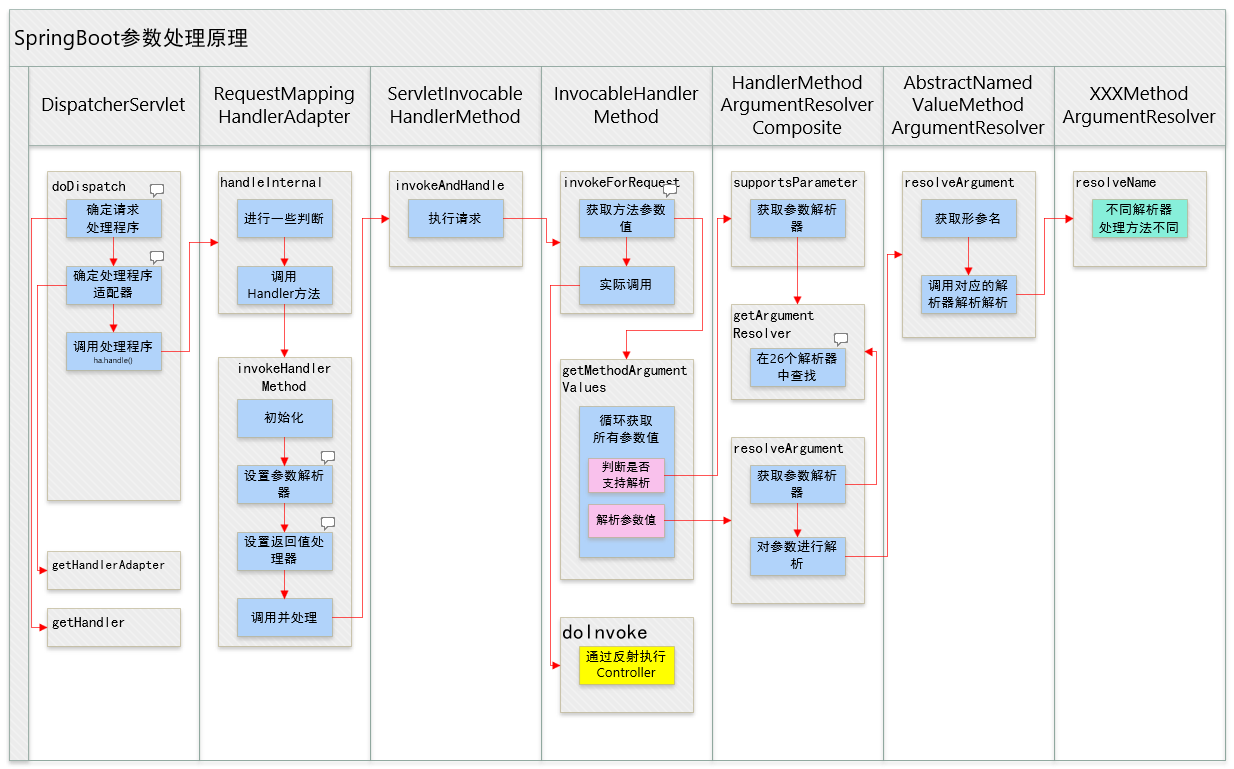 SpringBoot参数处理原理
DispatcherServlet
RequestMapping
HandlerAdapter
ServletInvocable
HandlerMethod
InvocableHandler
Method
HandlerMethod
ArgumentResolver
Composite
AbstractNamed
ValueMethod
ArgumentResolver
XXXMethod
ArgumentResolver
doDispatch
确定请求
处理程序
确定处理程序
适配器
调用处理程序
ha.handle()
getHandlerAdapter
getHandler
handleInternal
进行一些判断
调用
Handler方法
invokeHandler
Method
初始化
设置参数解析
器
设置返回值处
理器
调用并处理
invokeAndHandle
执行请求
invokeForRequest
获取方法参数
值
实际调用
getMethodArgument
Values
循环获取
所有参数值
判断是否
支持解析
解析参数值
doInvoke
通过反射执行
Controller
supportsParameter
获取参数解析
器
getArgument
Resolver
在26个解析器
中查找
resolveArgument
获取参数解析
器
对参数进行解
析
resolveArgument
获取形参名
调用对应的解
析器解析解析
resolveName
不同解析器
处理方法不同